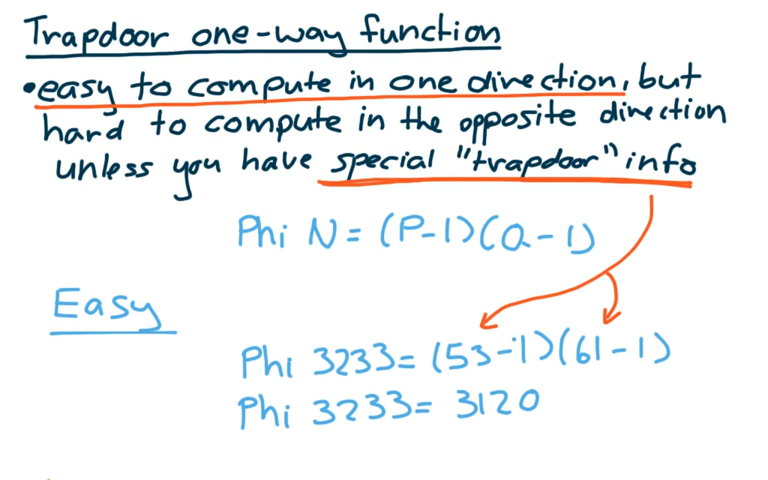 Trapdoor one-way function
• easy to compute in one direction, but
hard to compute in the opposite direction
unless you have special "trapdoor" info
Phi N = (P-1)(Q-1)
Easy
Phi 3233 = (53-1)(61-1)
Phi 3233 = 3120